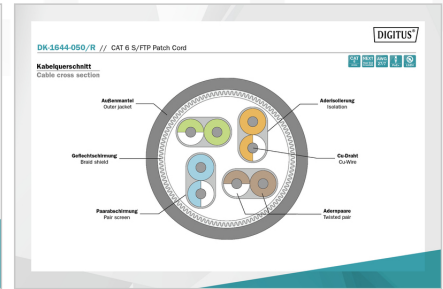 DIGITUS®
DK-1644-050/R // CAT 6 S/FTP Patch Cord
Kabelquerschnitt
Cable cross section
Außenmantel
Outer jacket
Aderisolierung
Isolation
Geflechtschirmung
Braid shield
Cu-Draht
Cu-Wire
Paarabschirmung
Pair screen
Adernpaare
Twisted pair